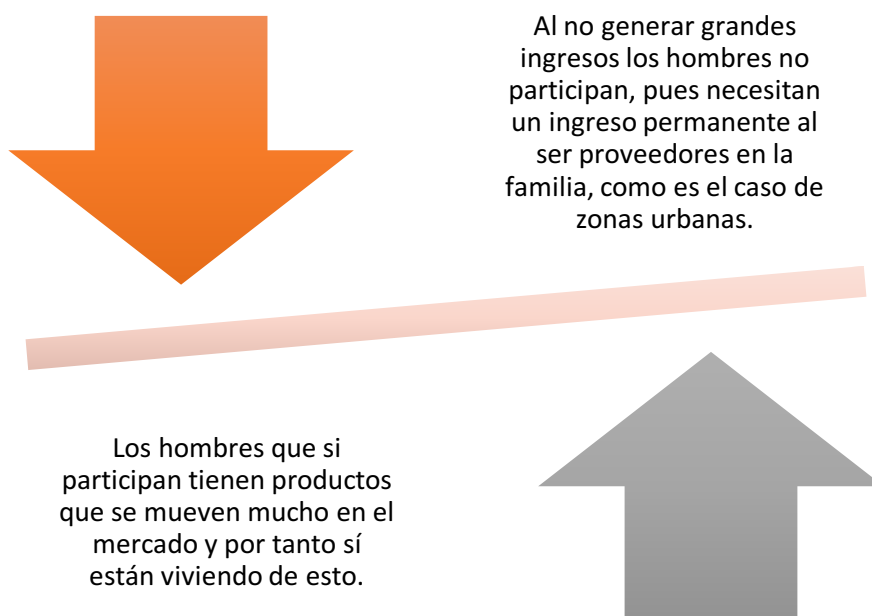 Al no generar grandes
ingresos los hombres no
participan, pues necesitan
un ingreso permanente al
ser proveedores en la
familia, como es el caso de
zonas urbanas.
Los hombres que si
participan tienen productos
que se mueven mucho en el
mercado y por tanto sí
están viviendo de esto.